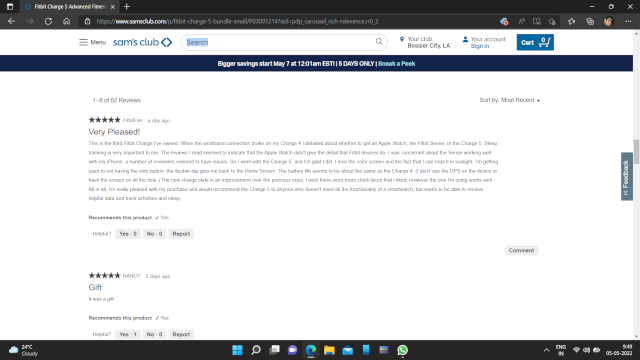 Fitbit Charge 5 Advanced Fitness
https://www.samsclub.com/p/fitbit-charge-5-bundle-small/P03001214?xid=pdp_carousel_rich-relevance.rr0_2
Menu
sam's club
Search
Your club
Bossier City, LA
Your account
Sign in
Cart
0
Bigger savings start May 7 at 12:01am EST! | 5 DAYS ONLY | Sneak a Peek
1–8 of 52 Reviews
Sort by: Most Recent
FitbitFan a day ago
Very Pleased!
This is the third Fitbit Charge I've owned. When the wristband connection broke on my Charge 4 I debated about whether to get an Apple Watch, the Fitbit Sense, or the Charge 5. Sleep
tracking is very important to me. The reviews I read seemed to indicate that the Apple Watch didn't give the detail that Fitbit devices do. I was concerned about the Sense working well
with my iPhone, a number of reviewers seemed to have issues. So I went with the Charge 5, and I'm glad I did. I love the color screen and the fact that I can read it in sunlight. I'm getting
used to not having the side button; the double-tap gets me back to the Home Screen. The battery life seems to be about the same as the Charge 4. (I don't use the GPS on the device or
have the screen on all the time.) The new charge style is an improvement over the previous ones. I wish there were more clock faces that I liked; however the one I'm using works well.
All in all, I'm really pleased with my purchase and would recommend the Charge 5 to anyone who doesn't need all the functionality of a smartwatch, but wants to be able to receive
helpful data and track activities and sleep.
Recommends this product ✓ Yes
Helpful? Yes · 0 No · 0 Report
Comment
NANCY · 5 days ago
Gift
It was a gift
Recommends this product ✓ Yes
Helpful? Yes · 1 No · 0 Report
Feedback
24°C
Cloudy
ENG
IN
9:49
05-05-2022